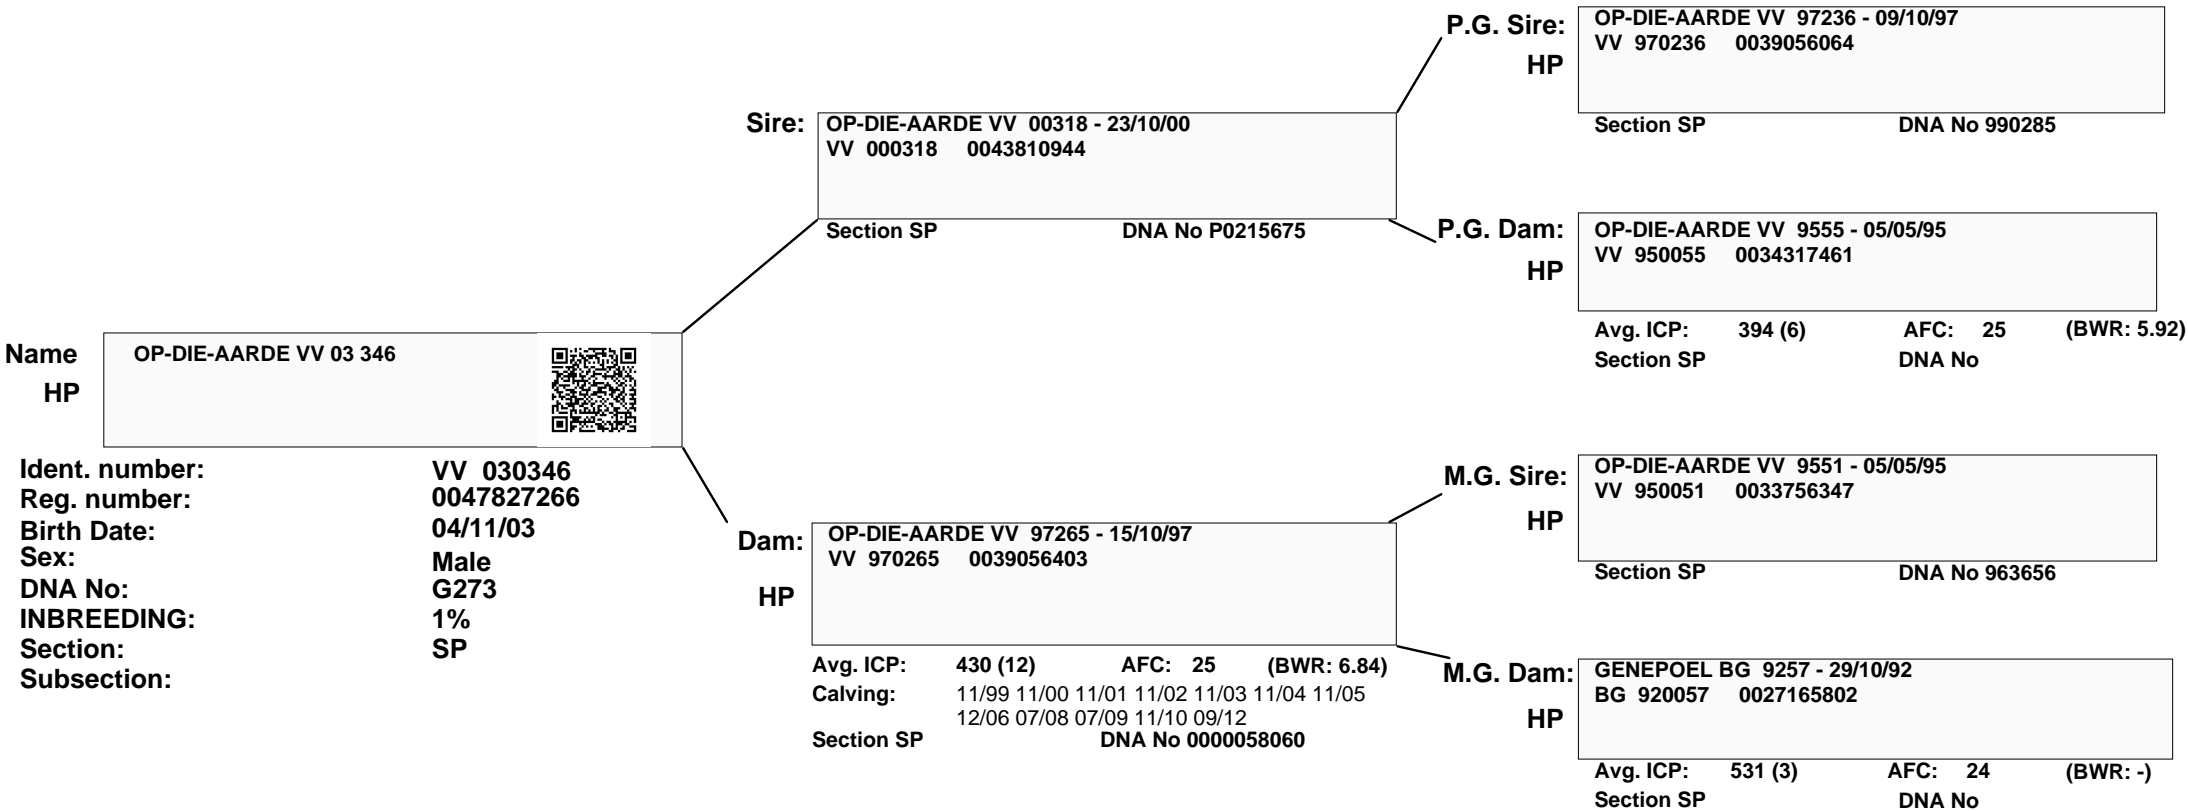 Name OP-DIE-AARDE VV 03 346
HP
Ident. number: VV 030346
Reg. number: 0047827266
Birth Date: 04/11/03
Sex: Male
DNA No: G273
INBREEDING: 1%
Section: SP
Subsection:
Sire: OP-DIE-AARDE VV 00318 - 23/10/00
VV 000318 0043810944
Section SP DNA No P0215675
Dam: OP-DIE-AARDE VV 97265 - 15/10/97
VV 970265 0039056403
HP
Avg. ICP: 430 (12) AFC: 25 (BWR: 6.84)
Calving: 11/99 11/00 11/01 11/02 11/03 11/04 11/05
12/06 07/08 07/09 11/10 09/12
Section SP DNA No 0000058060
P.G. Sire: OP-DIE-AARDE VV 97236 - 09/10/97
VV 970236 0039056064
HP
Section SP DNA No 990285
P.G. Dam: OP-DIE-AARDE VV 9555 - 05/05/95
VV 950055 0034317461
HP
Avg. ICP: 394 (6) AFC: 25 (BWR: 5.92)
Section SP DNA No
M.G. Sire: OP-DIE-AARDE VV 9551 - 05/05/95
VV 950051 0033756347
HP
Section SP DNA No 963656
M.G. Dam: GENEPOEL BG 9257 - 29/10/92
BG 920057 0027165802
HP
Avg. ICP: 531 (3) AFC: 24 (BWR: -)
Section SP DNA No